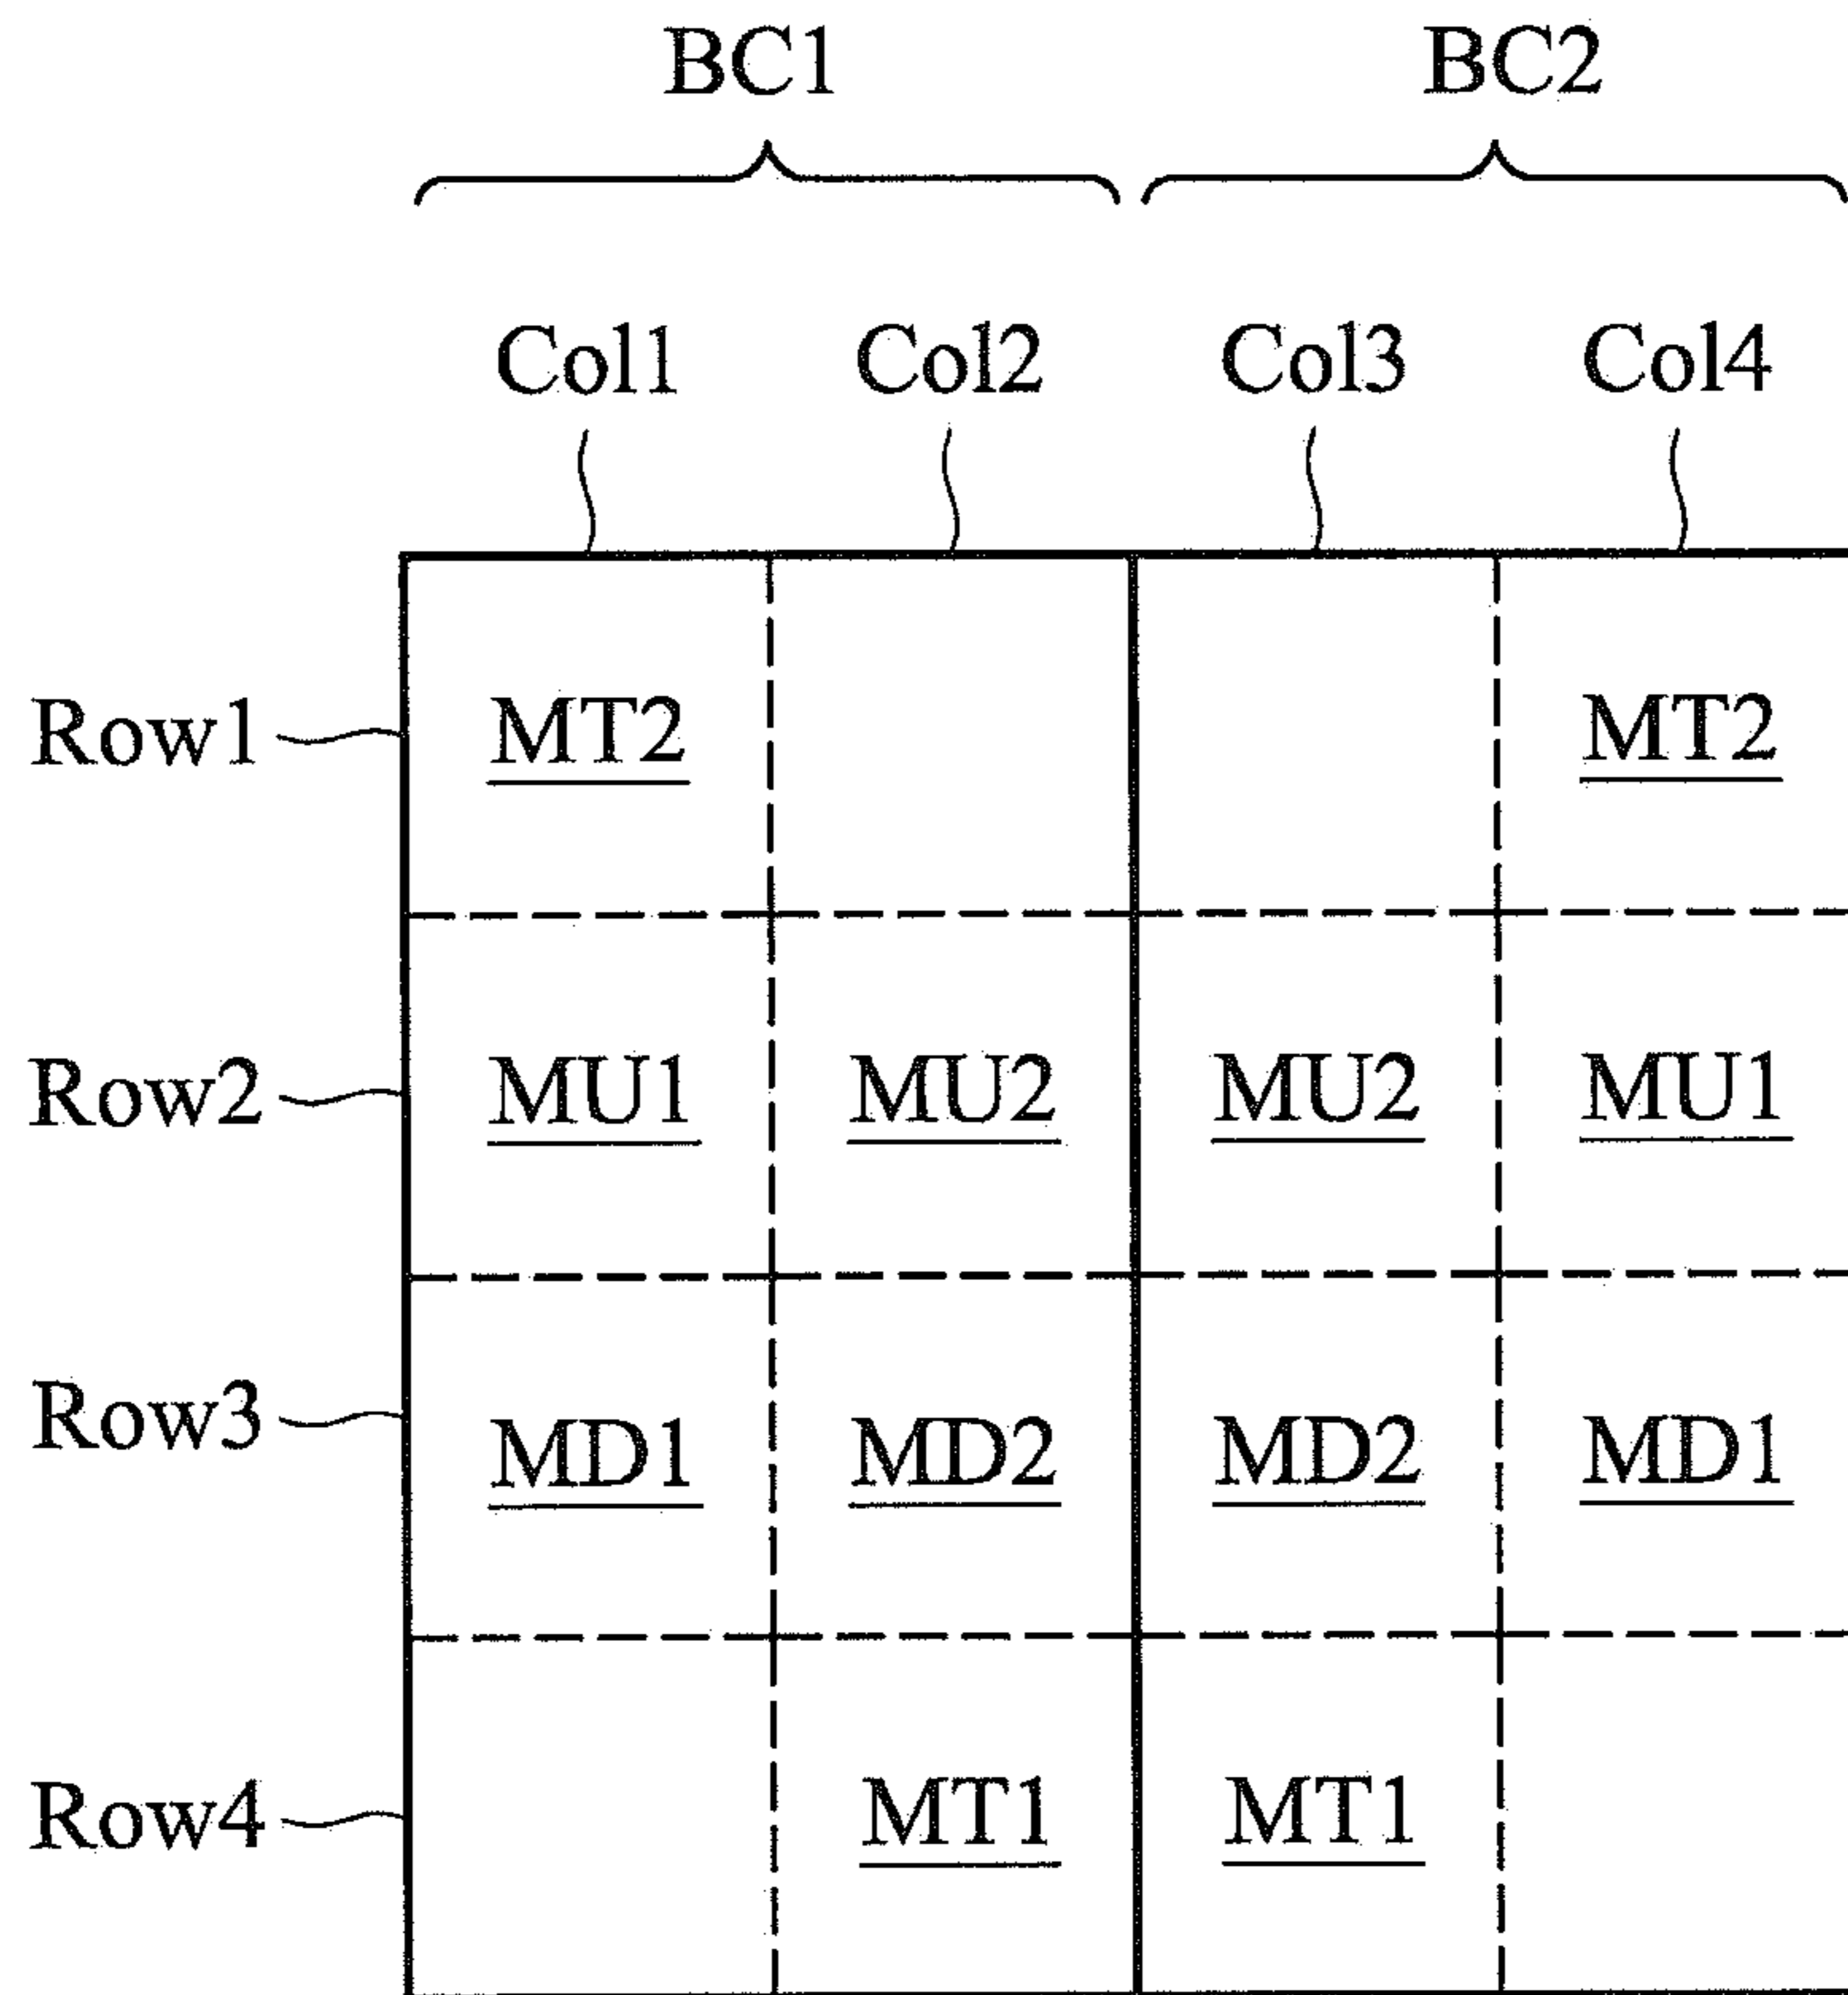 BC1 BC2
Col1 Col2 Col3 Col4
Row1 MT2 MT2
Row2 MU1 MU2 MU2 MU1
Row3 MD1 MD2 MD2 MD1
Row4 MT1 MT1